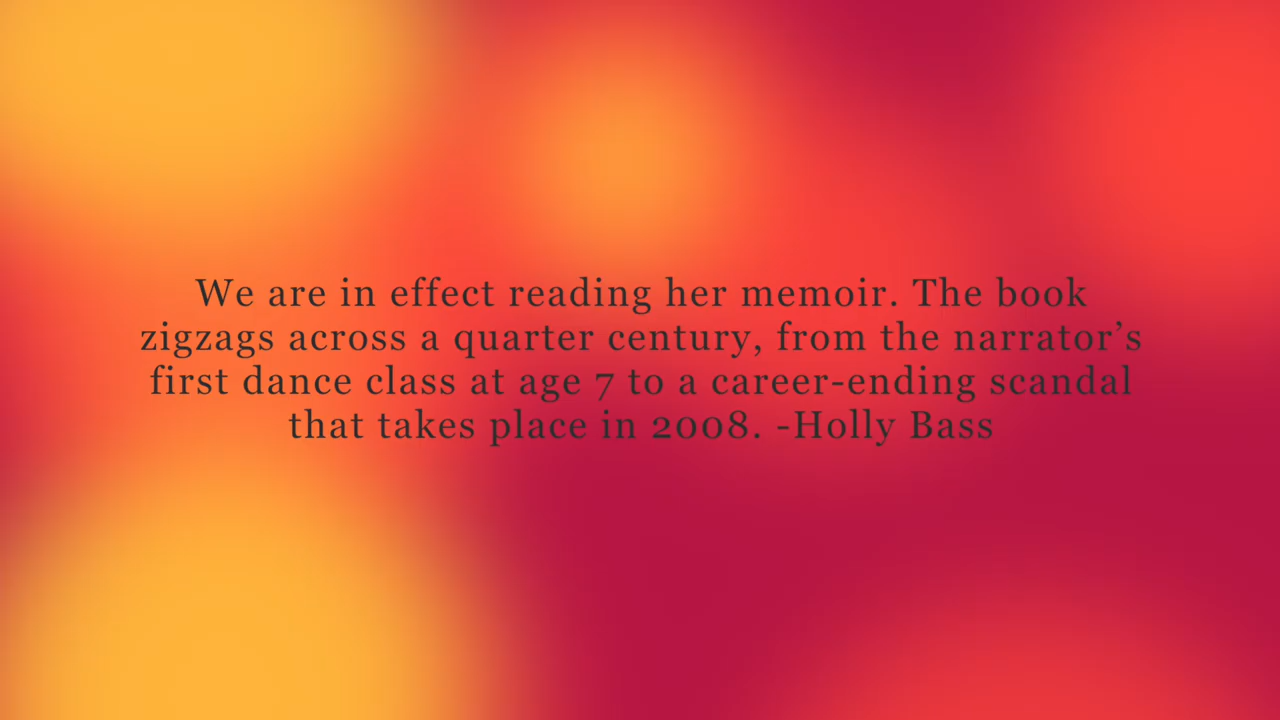 We are in effect reading her memoir. The book
zigzags across a quarter century, from the narrator’s
first dance class at age 7 to a career-ending scandal
that takes place in 2008. -Holly Bass